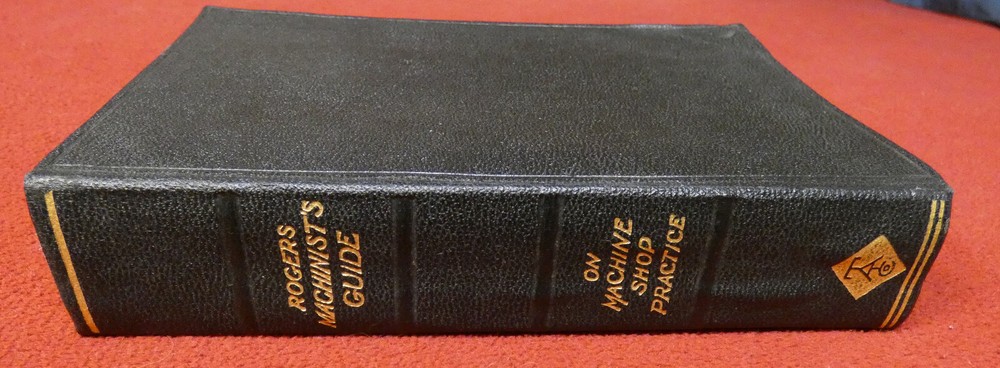 ROGERS
MACHINIST'S
GUIDE
ON
MACHINE
SHOP
PRACTICE